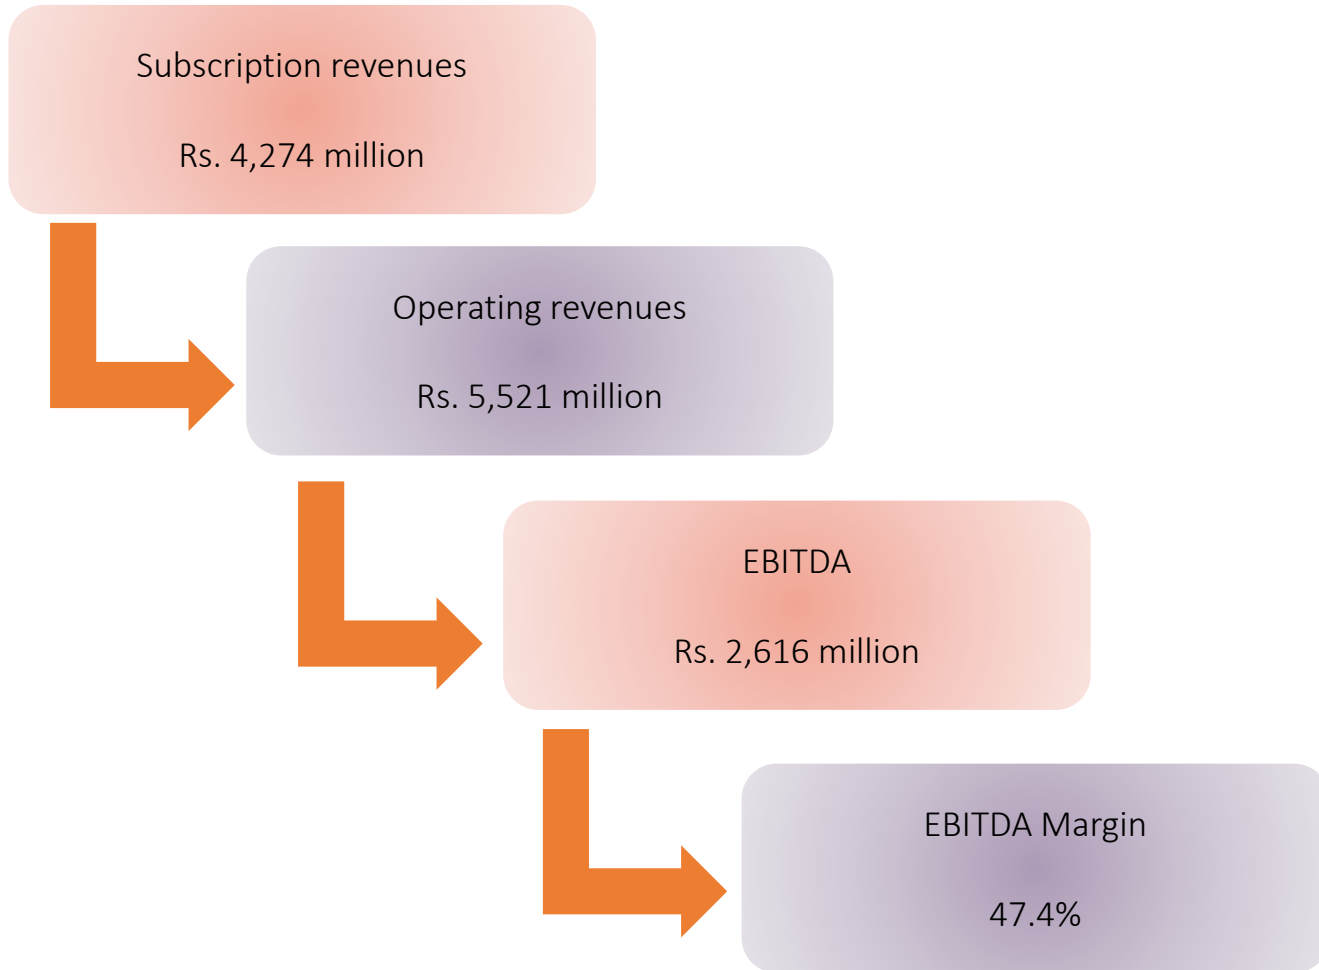 Subscription revenues
Rs. 4,274 million
Operating revenues
Rs. 5,521 million
EBITDA
Rs. 2,616 million
EBITDA Margin
47.4%